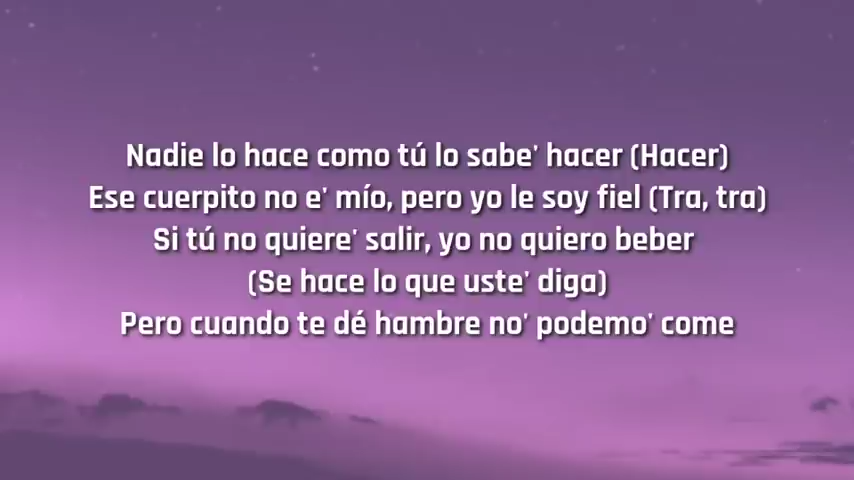 Nadie lo hace como tú lo sabe' hacer (Hacer)
Ese cuerpito no e' mío, pero yo le soy fiel (Tra, tra)
Si tú no quiere' salir, yo no quiero beber
(Se hace lo que uste' diga)
Pero cuando te dé hambre no' podemo' come